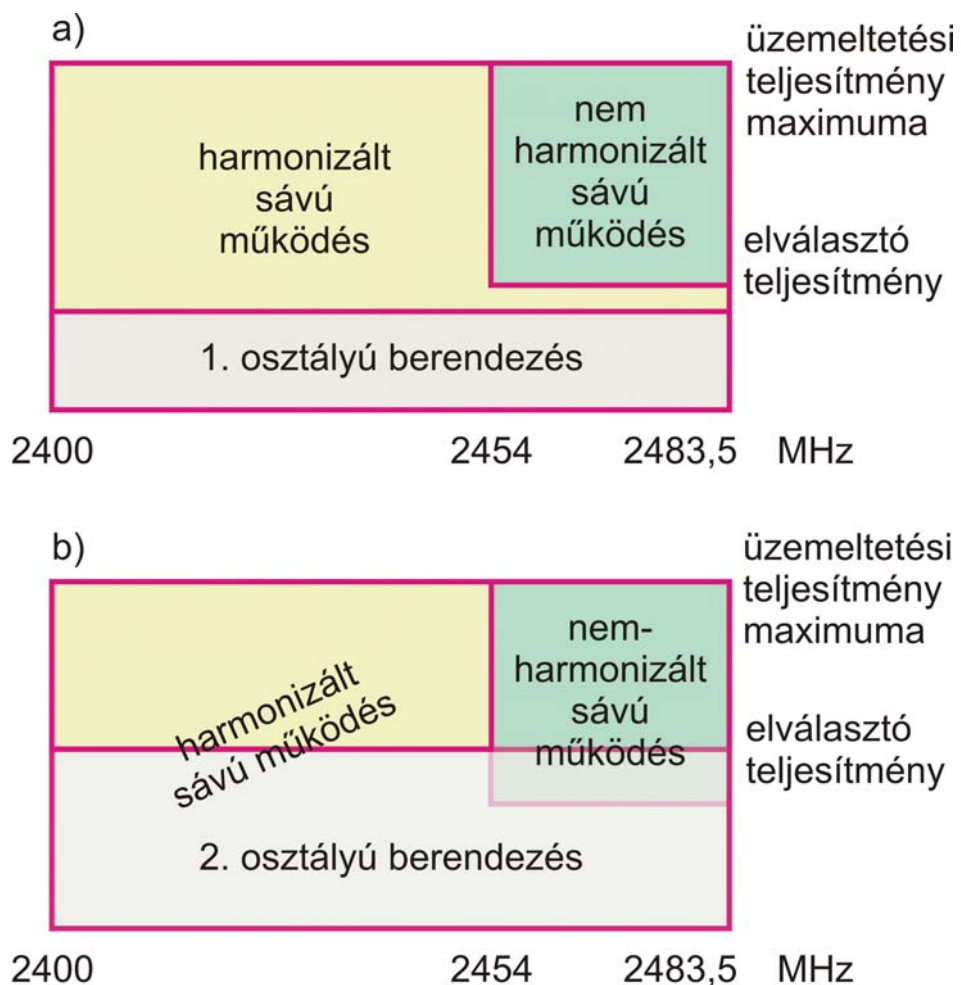 a)
üzemeltetési
teljesítmény
maximuma
harmonizált
sávú
működés
nem
harmonizált
sávú
működés
elválasztó
teljesítmény
1. osztályú berendezés
2400 2454 2483,5 MHz
b)
üzemeltetési
teljesítmény
maximuma
harmonizált
sávú működés
nem-
harmonizált
sávú
működés
elválasztó
teljesítmény
2. osztályú berendezés
2400 2454 2483,5 MHz